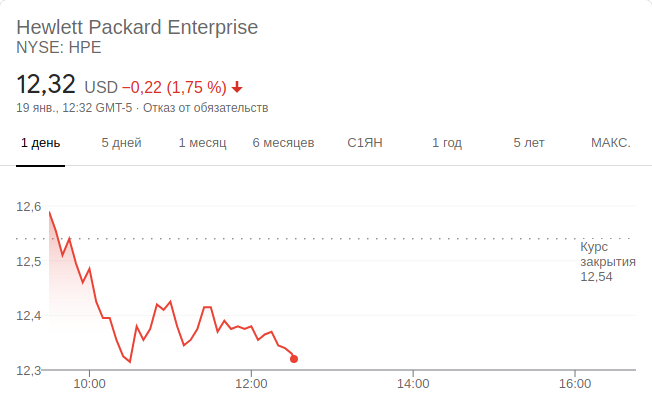 Hewlett Packard Enterprise
NYSE: HPE
12,32 USD −0,22 (1,75 %)
19 янв., 12:32 GMT-5 · Отказ от обязательств
1 день 5 дней 1 месяц 6 месяцев С1ЯН 1 год 5 лет МАКС.
12,6
12,5
12,4
12,3
Курс
закрытия
12,54
10:00 12:00 14:00 16:00